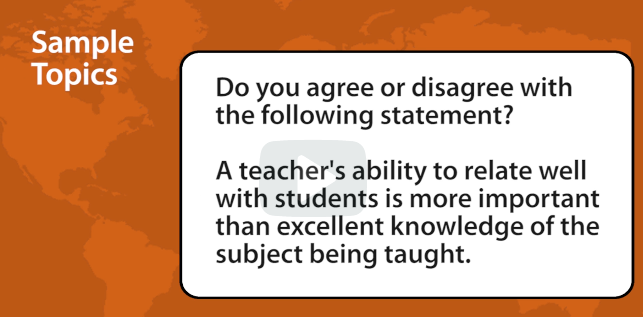 Sample
Topics
Do you agree or disagree with
the following statement?
A teacher's ability to relate well
with students is more important
than excellent knowledge of the
subject being taught.